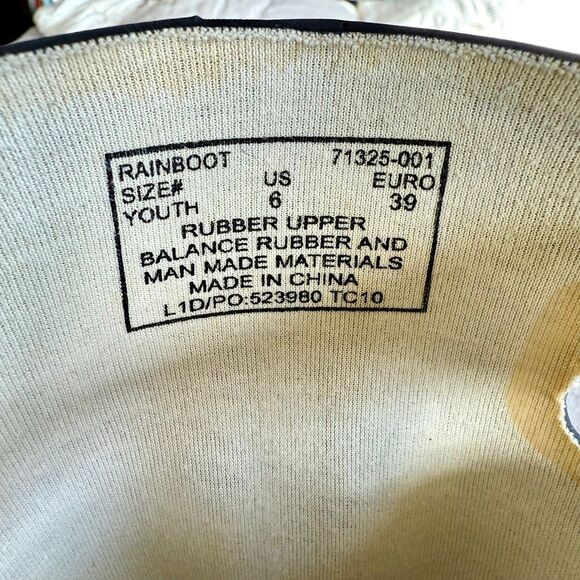 RAINBOOT 71325-001
SIZE# US EURO
YOUTH 6 39
RUBBER UPPER
BALANCE RUBBER AND
MAN MADE MATERIALS
MADE IN CHINA
L1D/PO:523980 TC10